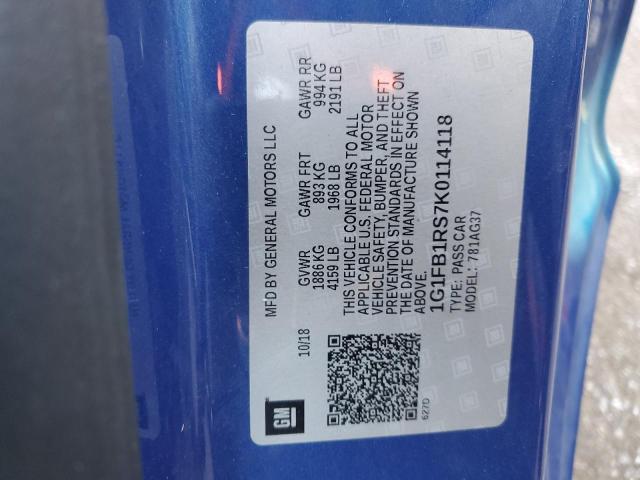 GM
10/18
MFD BY GENERAL MOTORS LLC
GVWR GAWR FRT GAWR RR
1886 KG 893 KG 994 KG
4159 LB 1968 LB 2191 LB
THIS VEHICLE CONFORMS TO ALL
APPLICABLE U.S. FEDERAL MOTOR
VEHICLE SAFETY, BUMPER, AND THEFT
PREVENTION STANDARDS IN EFFECT ON
THE DATE OF MANUFACTURE SHOWN
ABOVE.
1G1FB1RS7K0114118
TYPE: PASS CAR
MODEL: 781AG37
627D